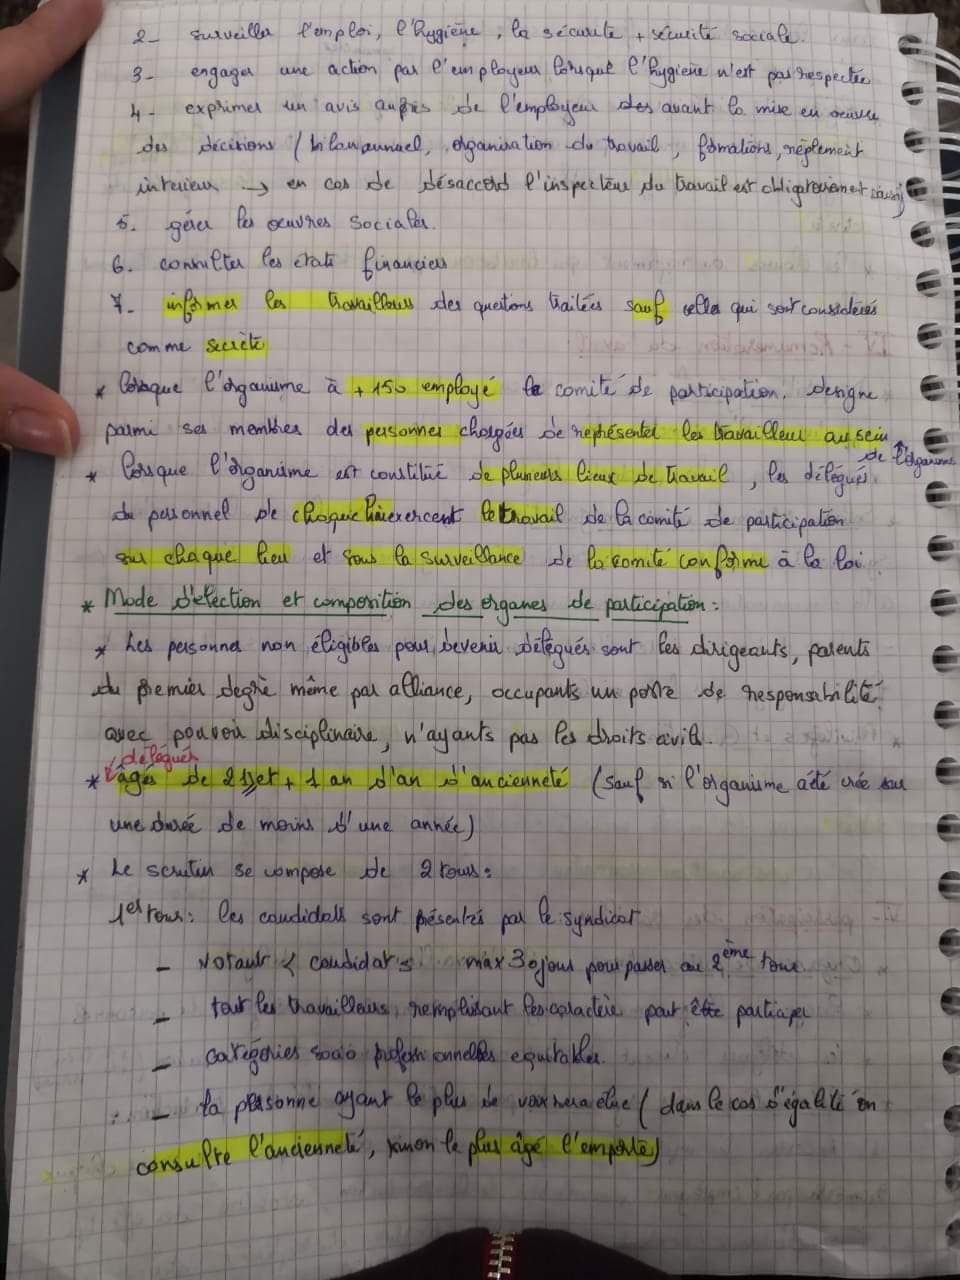 2- surveiller l'emploi, l'hygiène, la sécurité + sécurité sociale.
3- engager une action par l'employeur lorsque l'hygiene n'est pas respectée
4- exprimer un avis auprès de l'employeur des avant la mise en oeuvre
des décisions (bilan annuel, organisation du travail, formations, réglement
interieur → en cas de désaccord l'inspecteur du travail est obligatoirement saisi)
5. gérer les oeuvres sociales.
6. consulter les états financiers
7- informer les travailleurs des questions traitées sauf celles qui sont considérés
comme secrète
* lorsque l'organisme à +150 employé le comité de participation designe
parmi ses membres des personnes chargées de représenter les travailleur au sein
de l'organisme
* lorsque l'organisme est constitué de plusieurs lieux de travail, les délégués
du personnel de chaque lieu exercent le travail de la comité de participation
sur chaque lieu et sous la surveillance de la comité conforme à la loi.
* Mode d'élection et composition des organes de participation :
* Les personnes non éligibles pour devenir délégués sont les dirigeants, parents
du premier degré même par alliance, occupants un poste de responsabilité
avec pouvoir disciplinaire, n'ayants pas les droits civils.
délégués
* âgés de 21 et + 1 an d'an d'ancienneté (sauf si l'organisme a été crée sur
une durée de moins d'une année)
* Le scrutin se compose de 2 tours :
1er tour : les candidats sont présentés par le syndicat
- votant < candidats max 30 jours pour passer au 2ème tour
- tout les travailleurs remplissant les caractère peut être participer
- catégories socio professionnelles equitables.
- la personne ayant le plus de voix sera élue (dans le cas d'égalité on
consulte l'ancienneté, sinon le plus âgé l'emporte)